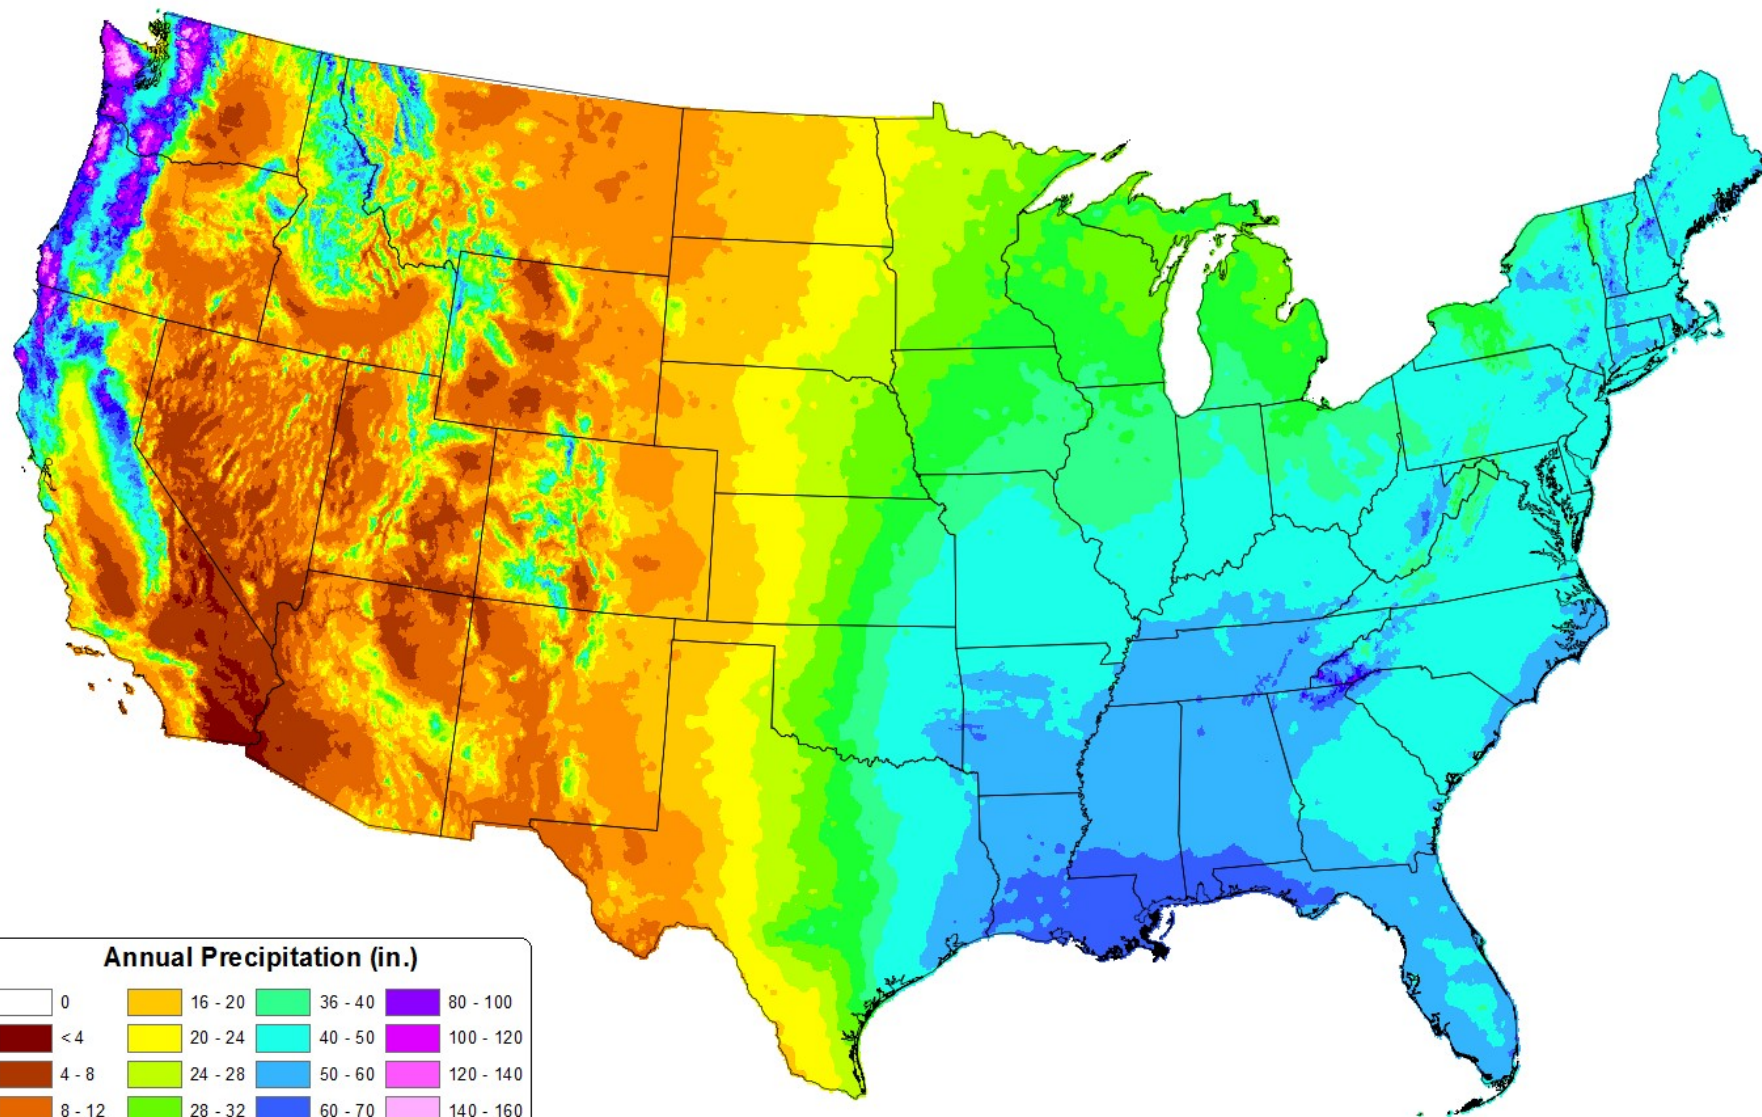 Annual Precipitation (in.)
0 16 - 20 36 - 40 80 - 100
< 4 20 - 24 40 - 50 100 - 120
4 - 8 24 - 28 50 - 60 120 - 140
8 - 12 28 - 32 60 - 70 140 - 160